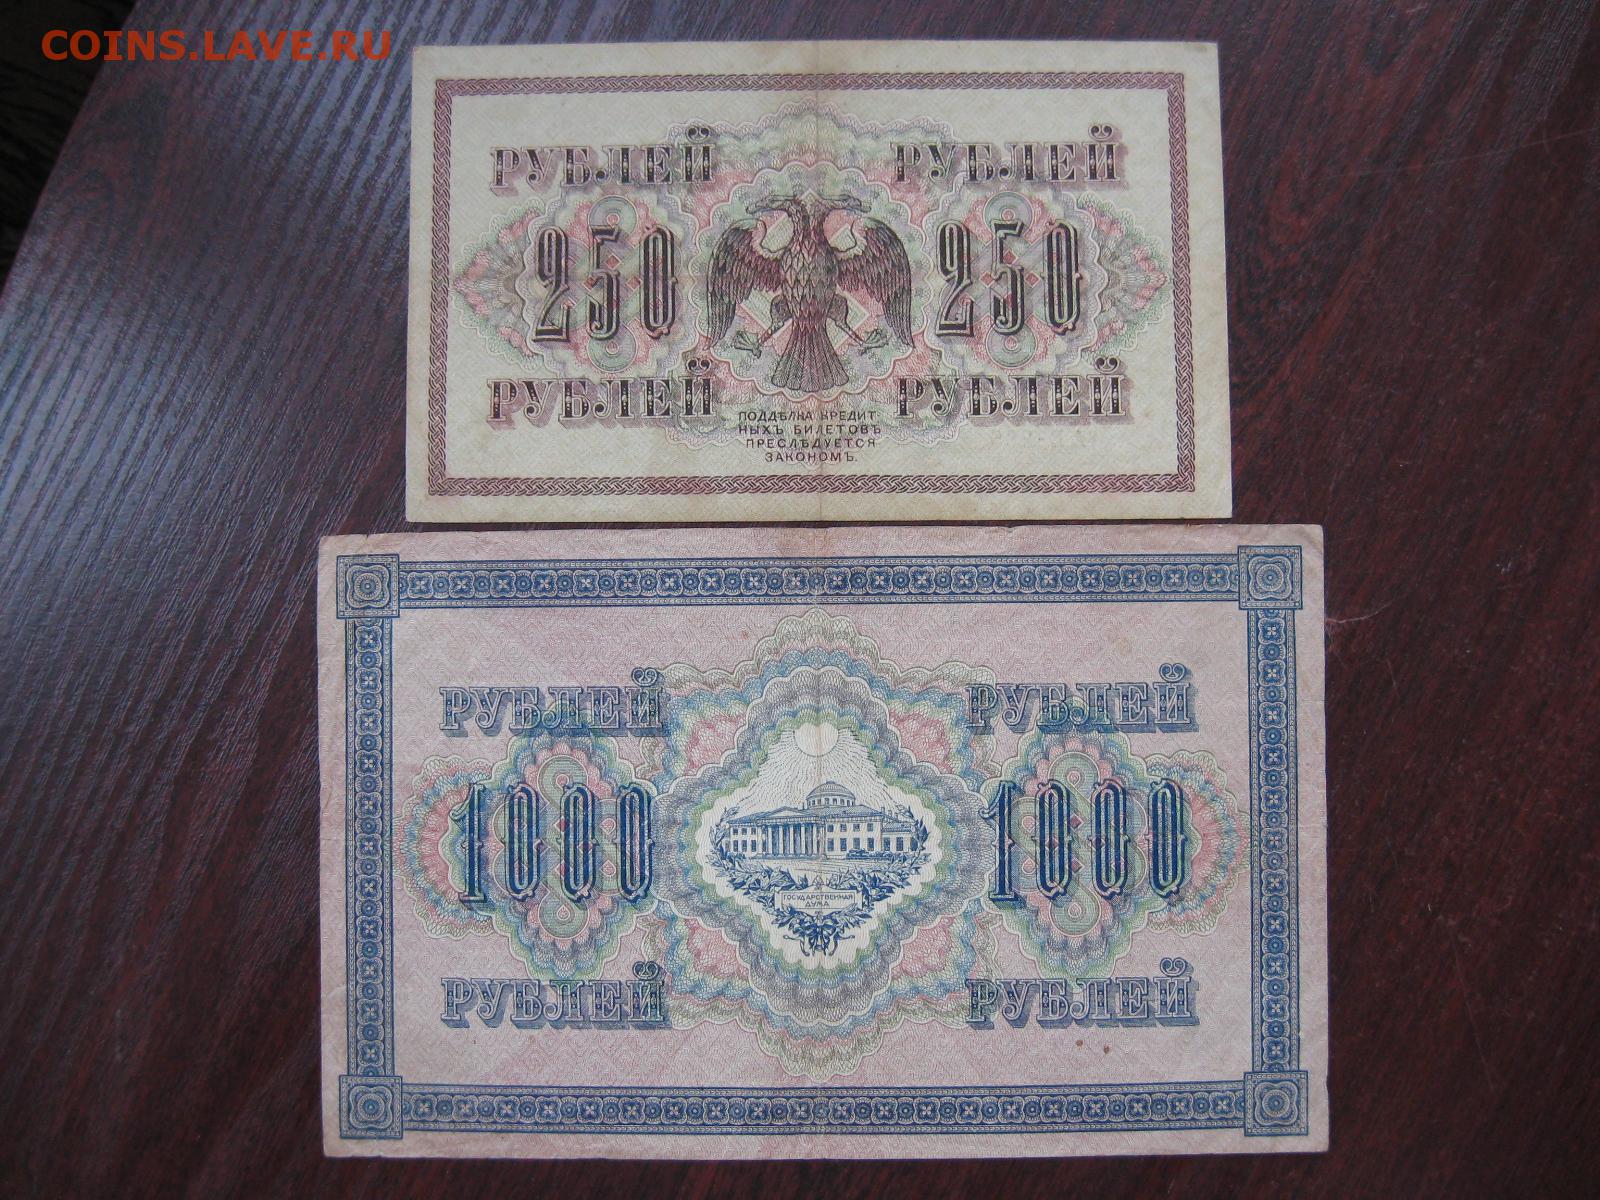 COINS.LAVE.RU
РУБЛЕЙ РУБЛЕЙ
250 250
РУБЛЕЙ РУБЛЕЙ
ПОДДѢЛКА КРЕДИТ-
НЫХЪ БИЛЕТОВЪ
ПРЕСЛѢДУЕТСЯ
ЗАКОНОМЪ.
РУБЛЕЙ РУБЛЕЙ
1000 1000
ГОСУДАРСТВЕННАЯ
ДУМА
РУБЛЕЙ РУБЛЕЙ